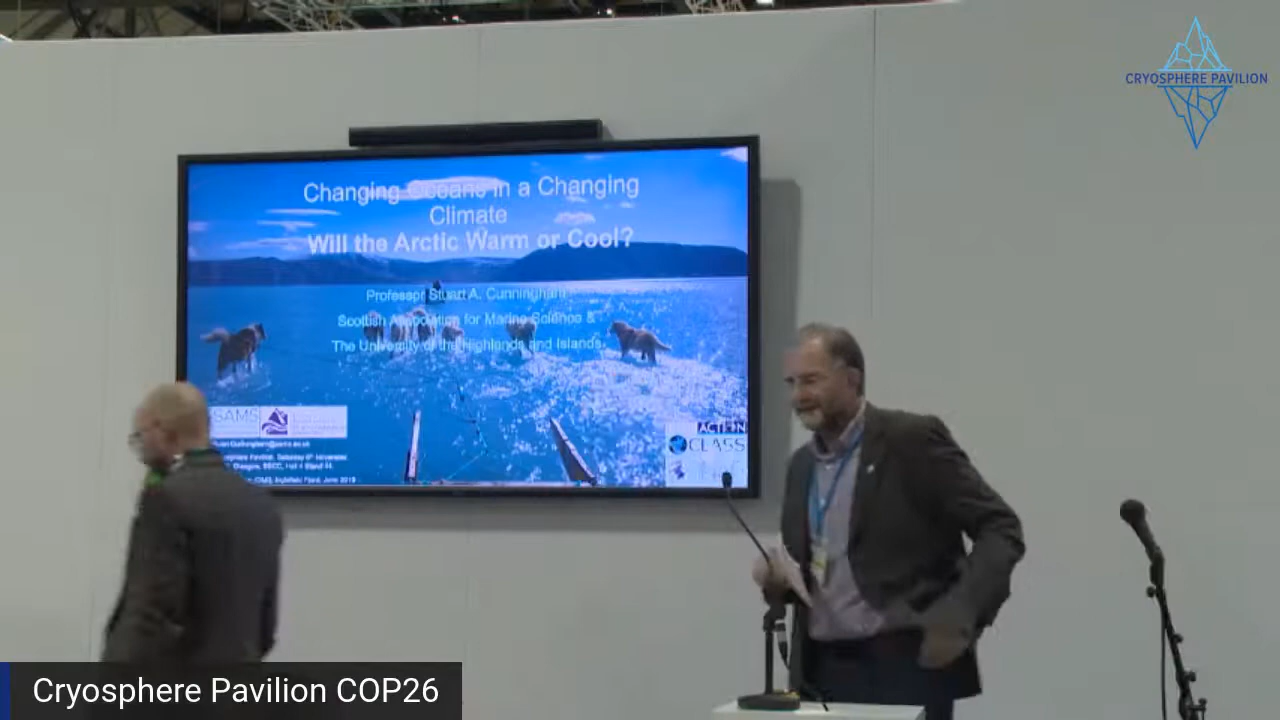 CRYOSPHERE PAVILION
Changing Oceans in a Changing
Climate
Will the Arctic Warm or Cool?
Professor Stuart A. Cunningham
Scottish Association for Marine Science &
The University of the Highlands and Islands
SAMS
ACTION
CLASS
Cryosphere Pavilion COP26